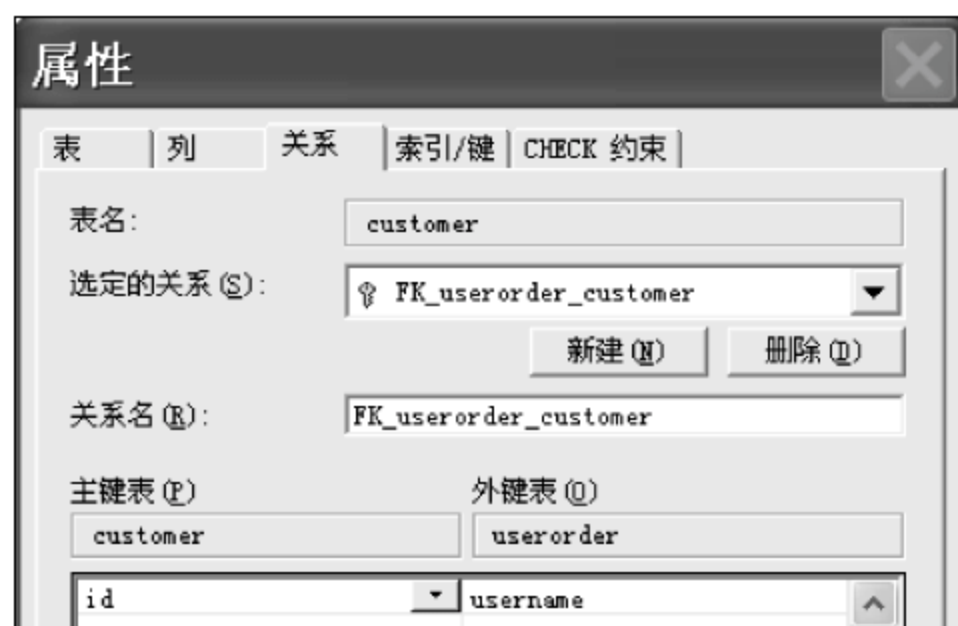 属性
表 列 关系 索引/键 CHECK 约束
表名: customer
选定的关系(S): FK_userorder_customer
新建(N) 册除(D)
关系名(R): FK_userorder_customer
主键表(P) 外键表(O)
customer userorder
id username